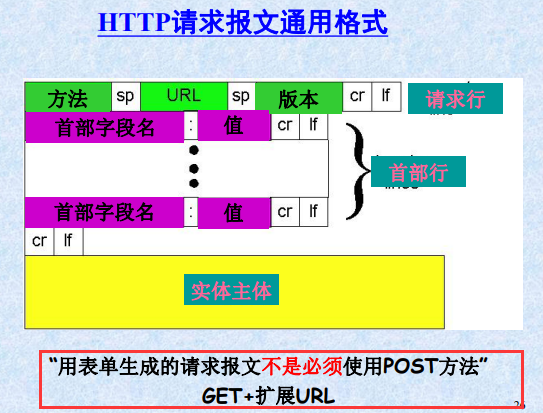 HTTP请求报文通用格式
方法 sp URL sp 版本 cr lf 请求行
首部字段名 : 值 cr lf
首部行
首部字段名 : 值 cr lf
cr lf
实体主体
“用表单生成的请求报文不是必须使用POST方法”
GET+扩展URL